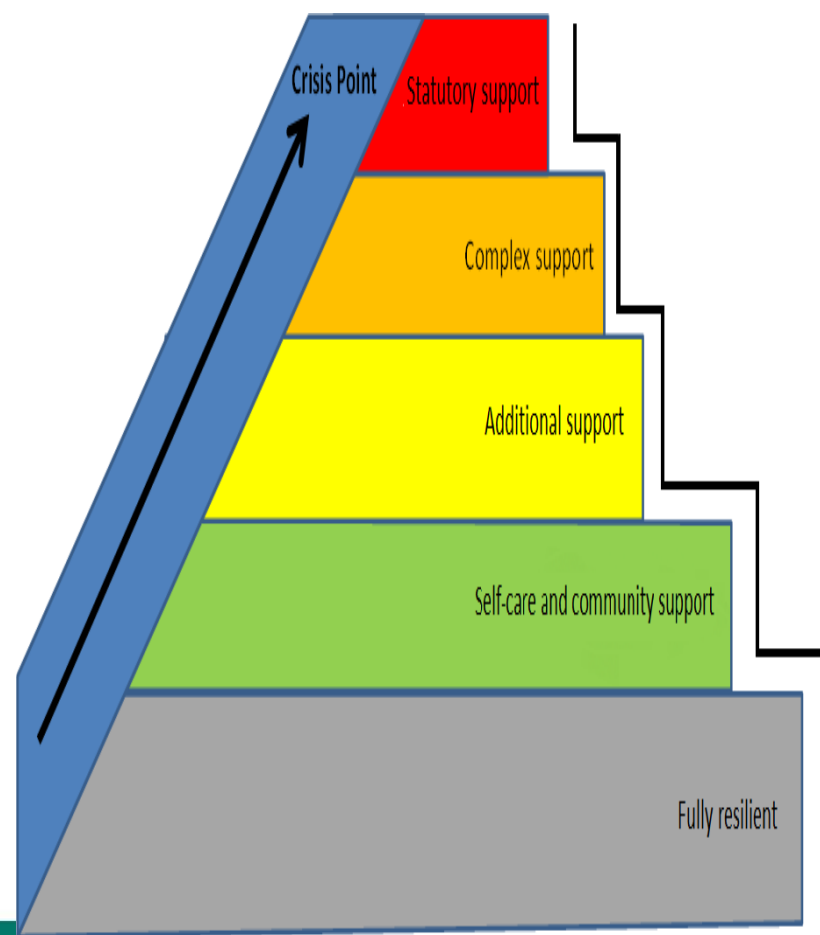 Crisis Point
Statutory support
Complex support
Additional support
Self-care and community support
Fully resilient